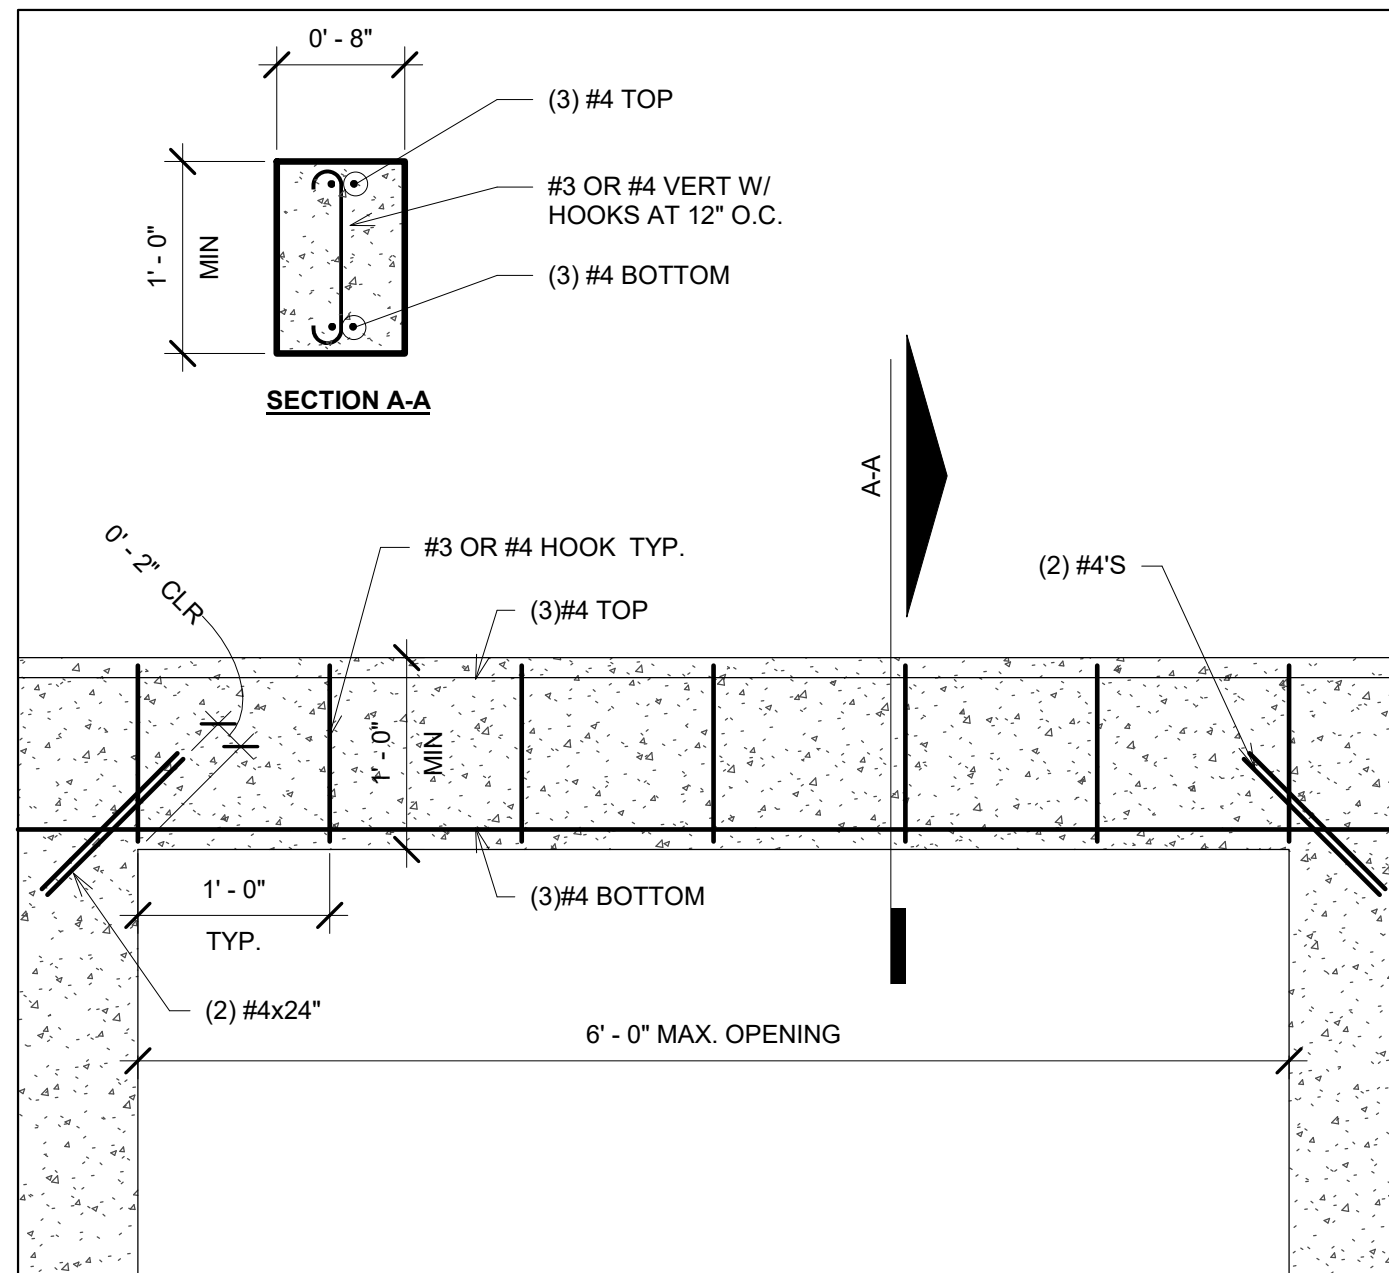 0' - 8"
(3) #4 TOP
#3 OR #4 VERT W/
HOOKS AT 12" O.C.
1' - 0"
MIN
(3) #4 BOTTOM
SECTION A-A
A-A
0' - 2" CLR
#3 OR #4 HOOK TYP.
(2) #4'S
(3)#4 TOP
1' - 0"
MIN
1' - 0"
TYP.
(3)#4 BOTTOM
(2) #4x24"
6' - 0" MAX. OPENING